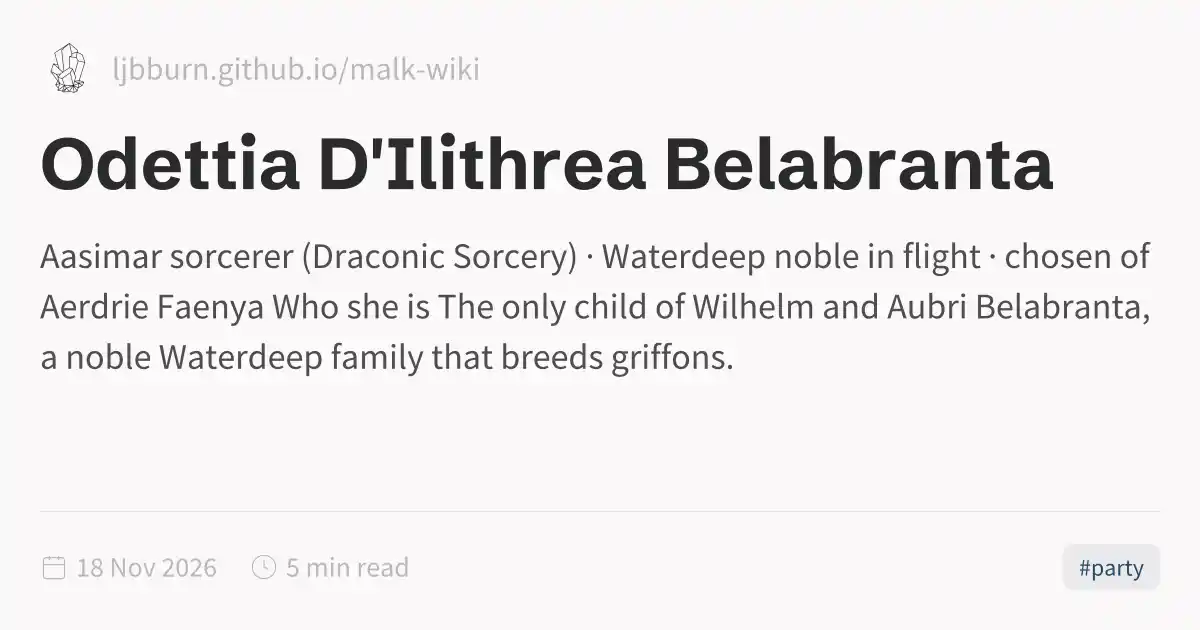 ljbburn.github.io/malk-wiki
Odettia D'Ilithrea Belabranta
Aasimar sorcerer (Draconic Sorcery) · Waterdeep noble in flight · chosen of
Aerdrie Faenya Who she is The only child of Wilhelm and Aubri Belabranta,
a noble Waterdeep family that breeds griffons.
18 Nov 2026 5 min read
#party